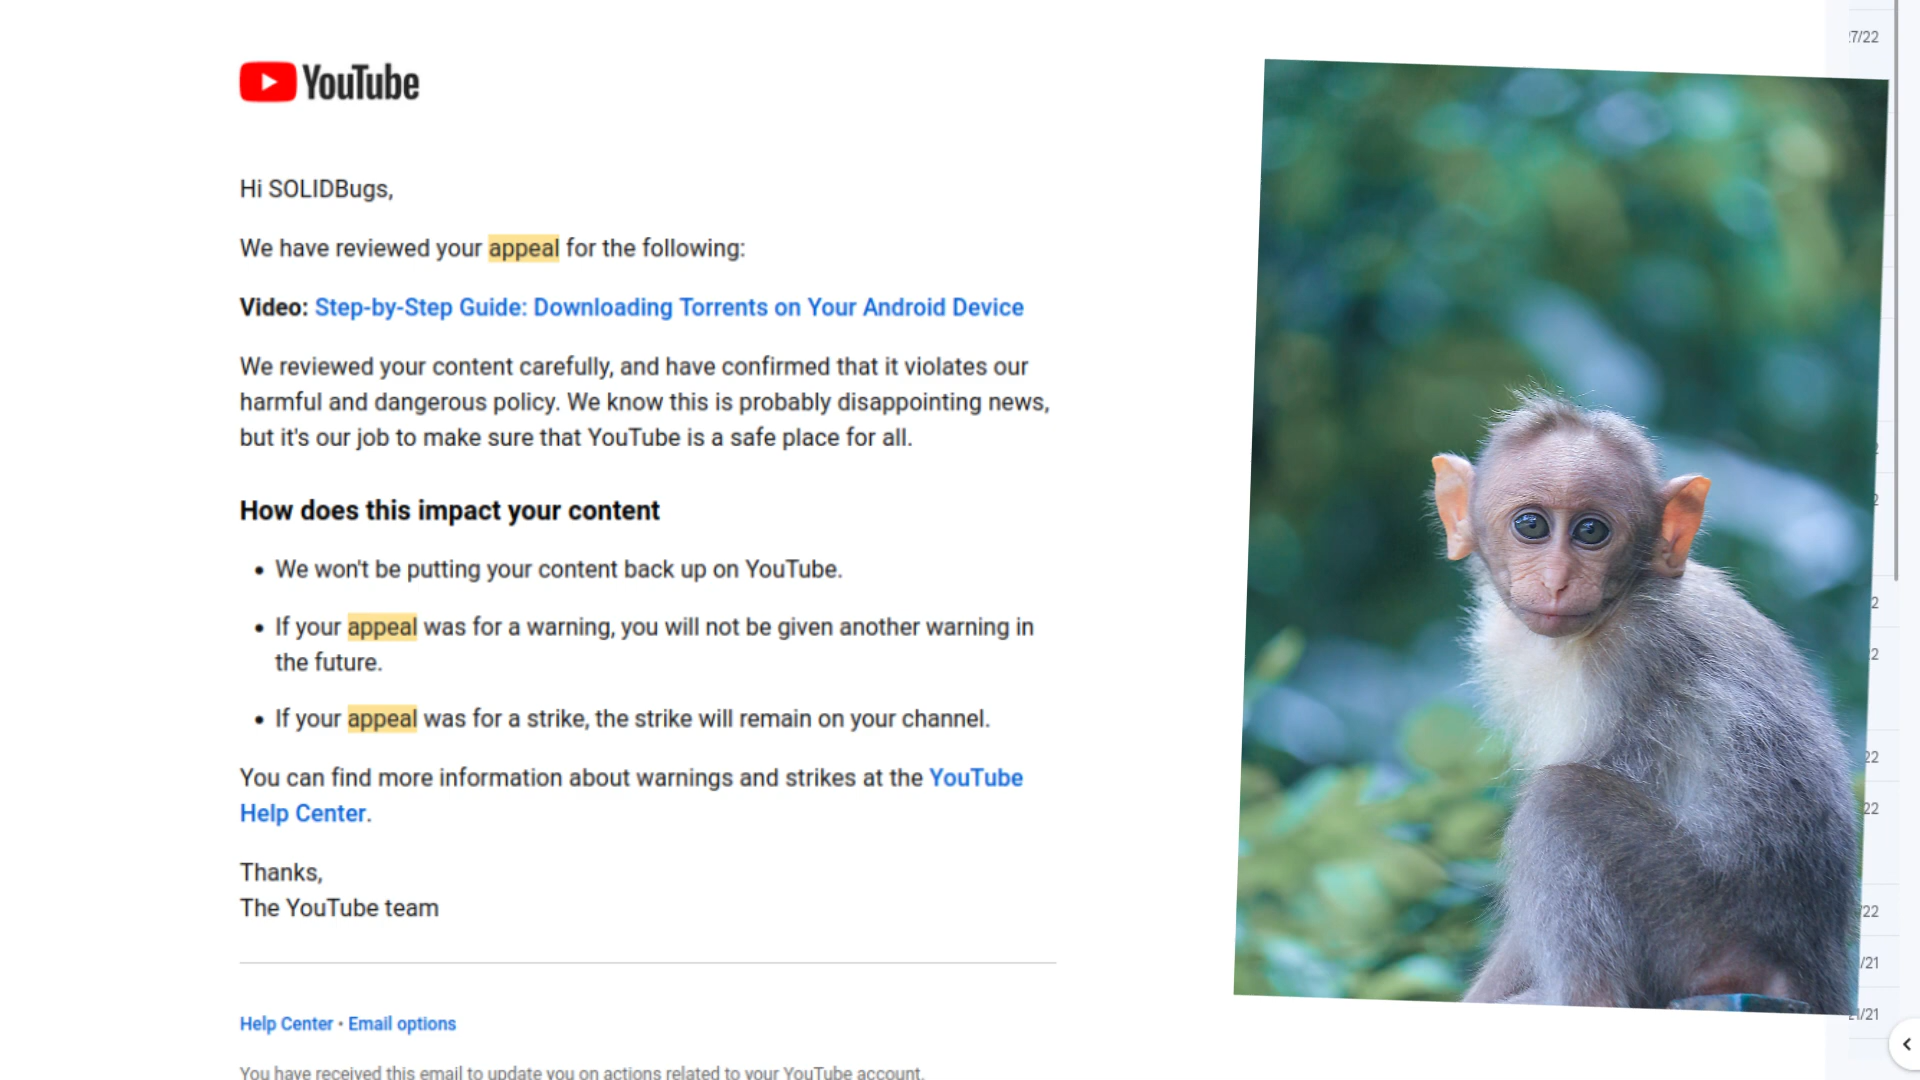 YouTube
Hi SOLIDBugs,
We have reviewed your appeal for the following:
Video: Step-by-Step Guide: Downloading Torrents on Your Android Device
We reviewed your content carefully, and have confirmed that it violates our
harmful and dangerous policy. We know this is probably disappointing news,
but it's our job to make sure that YouTube is a safe place for all.
How does this impact your content
• We won't be putting your content back up on YouTube.
• If your appeal was for a warning, you will not be given another warning in
the future.
• If your appeal was for a strike, the strike will remain on your channel.
You can find more information about warnings and strikes at the YouTube
Help Center.
Thanks,
The YouTube team
Help Center • Email options
You have received this email to update you on actions related to your YouTube account.
7/22
2
2
22
22
/22
/21
/21